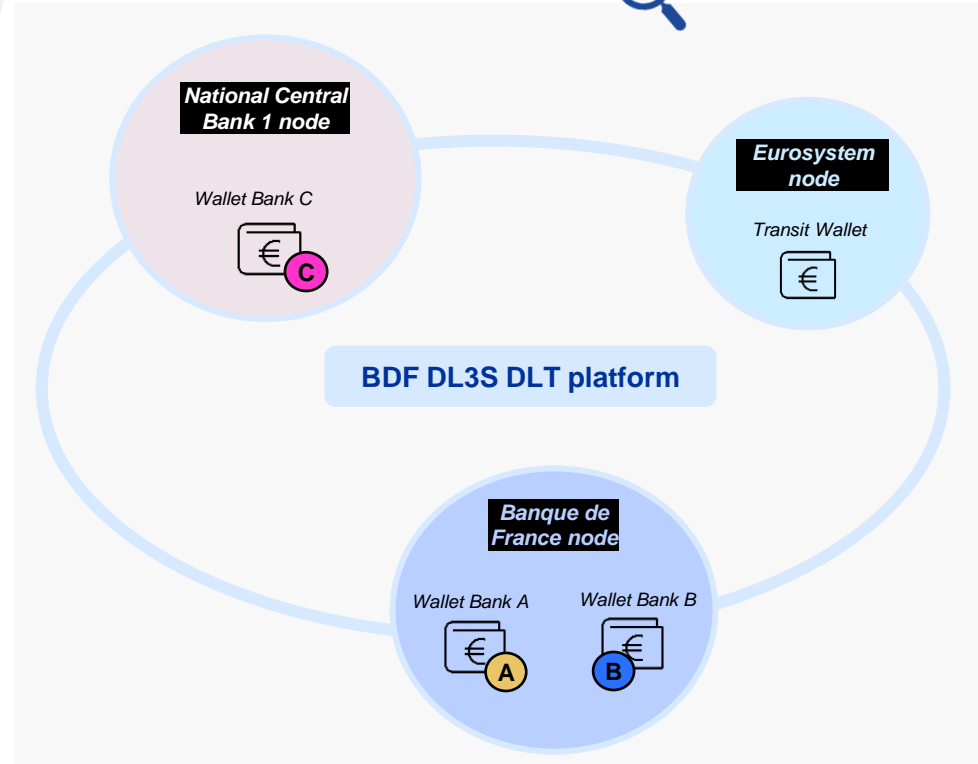 National Central
Bank 1 node
Wallet Bank C
€
C
Eurosystem
node
Transit Wallet
€
BDF DL3S DLT platform
Banque de
France node
Wallet Bank A
€
A
Wallet Bank B
€
B